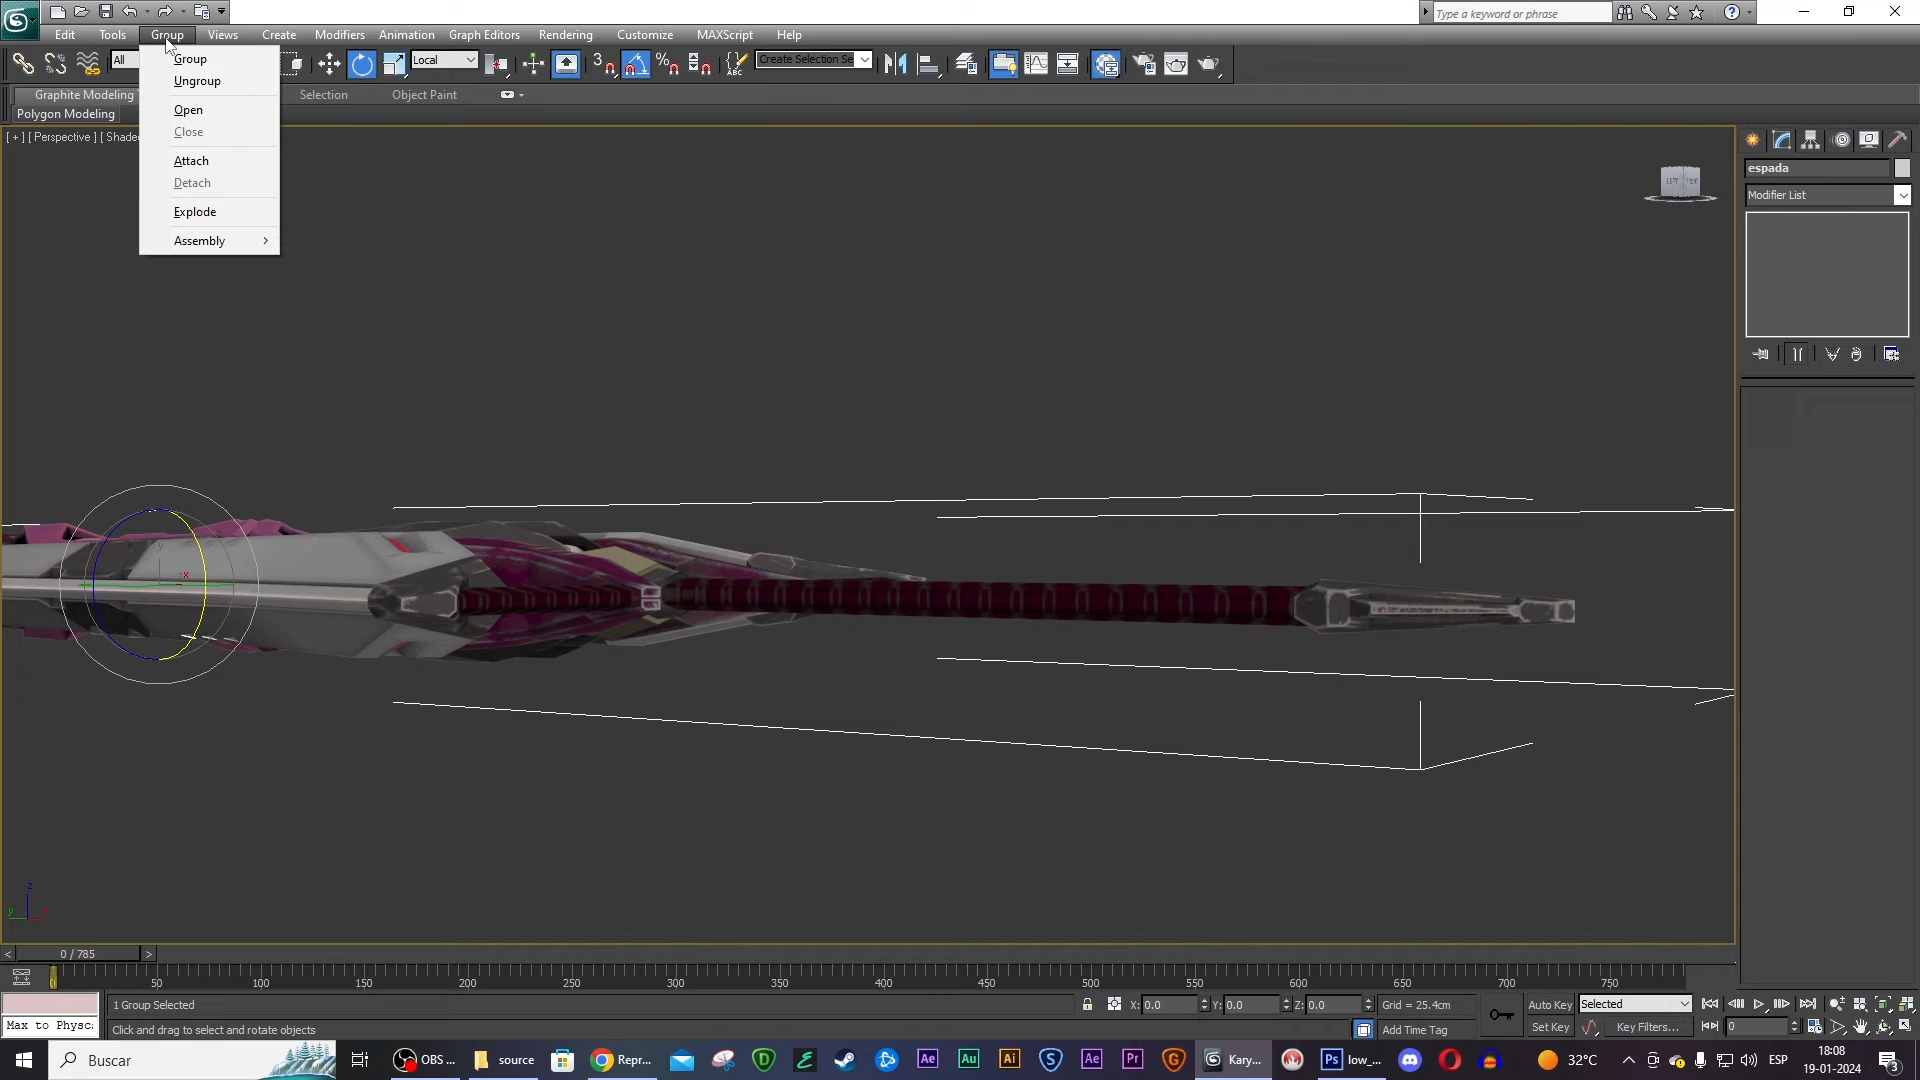 Type a keyword or phrase
Edit Tools Group Views Create Modifiers Animation Graph Editors Rendering Customize MAXScript Help
All Local Create Selection Se
Group
Ungroup
Open
Close
Attach
Detach
Explode
Assembly
Graphite Modeling Selection Object Paint
Polygon Modeling
[ + ] [ Perspective ] [ Shade
espada
Modifier List
LEFT
x
z
y x
< 0 / 785 >
0 50 100 150 200 250 300 350 400 450 500 550 600 650 700 750
1 Group Selected X: 0.0 Y: 0.0 Z: 0.0 Grid = 25.4cm Auto Key Selected
Max to Physc: Click and drag to select and rotate objects Add Time Tag Set Key Key Filters... 0
Buscar OBS ... source Repr... Kary... low_... 32°C ESP 18:08
19-01-2024 3